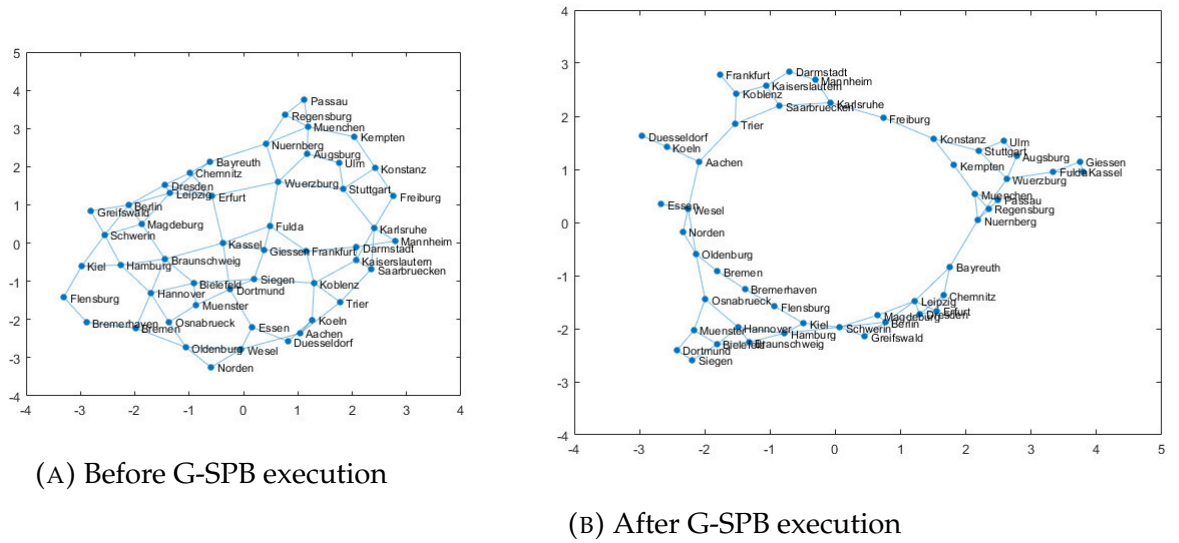 5
4
3
2
1
0
-1
-2
-3
-4
-4 -3 -2 -1 0 1 2 3 4
Passau
Regensburg
Muenchen
Kempten
Nuernberg
Augsburg
Ulm
Konstanz
Bayreuth
Chemnitz
Dresden
Leipzig
Erfurt
Wuerzburg
Stuttgart
Freiburg
Berlin
Greifswald
Magdeburg
Schwerin
Fulda
Karlsruhe
Mannheim
Kassel
Giessen
Frankfurt
Darmstadt
Kaiserslautern
Saarbruecken
Kiel
Hamburg
Braunschweig
Siegen
Bielefeld
Dortmund
Koblenz
Hannover
Flensburg
Muenster
Trier
Bremerhaven
Bremen
Osnabrueck
Essen
Koeln
Aachen
Duesseldorf
Oldenburg
Wesel
Norden
(A) Before G-SPB execution
4
3
2
1
0
-1
-2
-3
-4
-4 -3 -2 -1 0 1 2 3 4 5
Frankfurt
Darmstadt
Mannheim
Kaiserslautern
Koblenz
Saarbruecken
Karlsruhe
Trier
Freiburg
Duesseldorf
Koeln
Aachen
Konstanz
Ulm
Stuttgart
Augsburg
Kempten
Wuerzburg
Giessen
Fulda
Kassel
Muenchen
Passau
Regensburg
Nuernberg
Essen
Wesel
Norden
Oldenburg
Bremen
Bremerhaven
Bayreuth
Osnabrueck
Flensburg
Leipzig
Chemnitz
Erfurt
Dresden
Magdeburg
Berlin
Kiel
Schwerin
Greifswald
Muenster
Hannover
Hamburg
Bielefeld
Braunschweig
Dortmund
Siegen
(B) After G-SPB execution